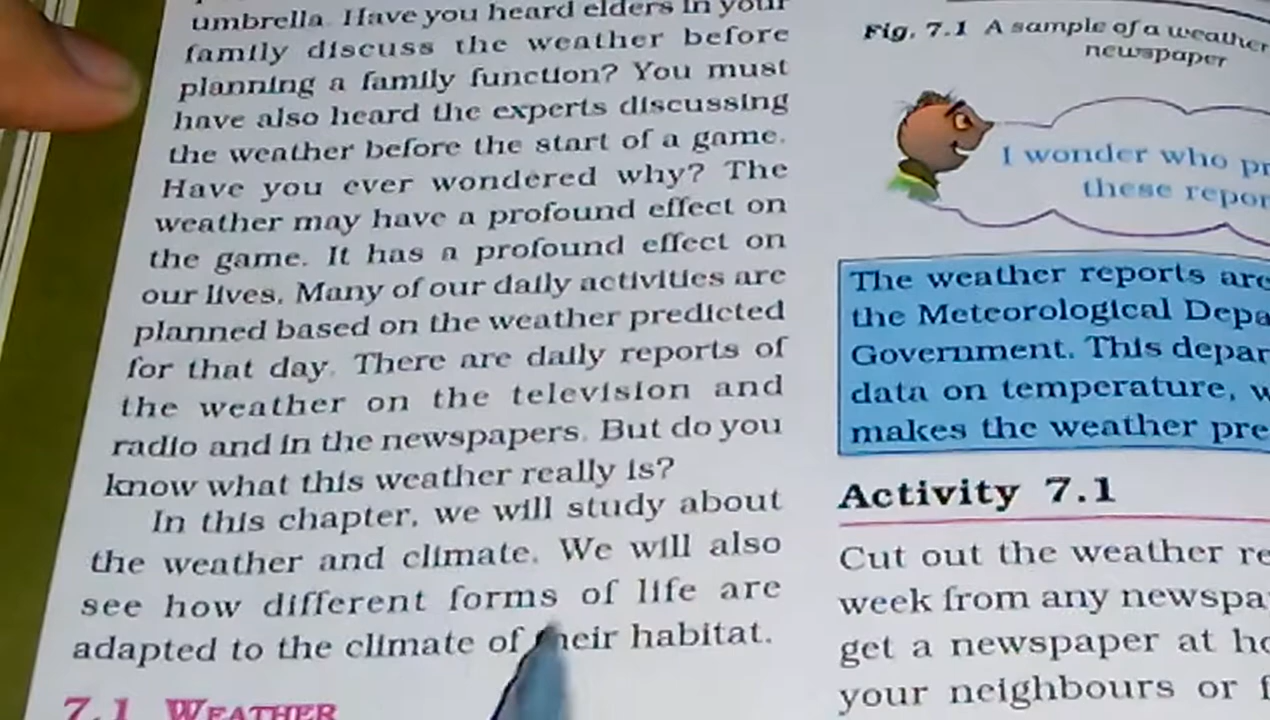 umbrella. Have you heard elders in your
family discuss the weather before
planning a family function? You must
have also heard the experts discussing
the weather before the start of a game.
Have you ever wondered why? The
weather may have a profound effect on
the game. It has a profound effect on
our lives. Many of our daily activities are
planned based on the weather predicted
for that day. There are daily reports of
the weather on the television and
radio and in the newspapers. But do you
know what this weather really is?
In this chapter, we will study about
the weather and climate. We will also
see how different forms of life are
adapted to the climate of their habitat.
7.1 WEATHER
Fig. 7.1 A sample of a weather
newspaper
I wonder who pr
these repor
The weather reports are
the Meteorological Depa
Government. This depar
data on temperature, w
makes the weather pre
Activity 7.1
Cut out the weather re
week from any newspa
get a newspaper at ho
your neighbours or f